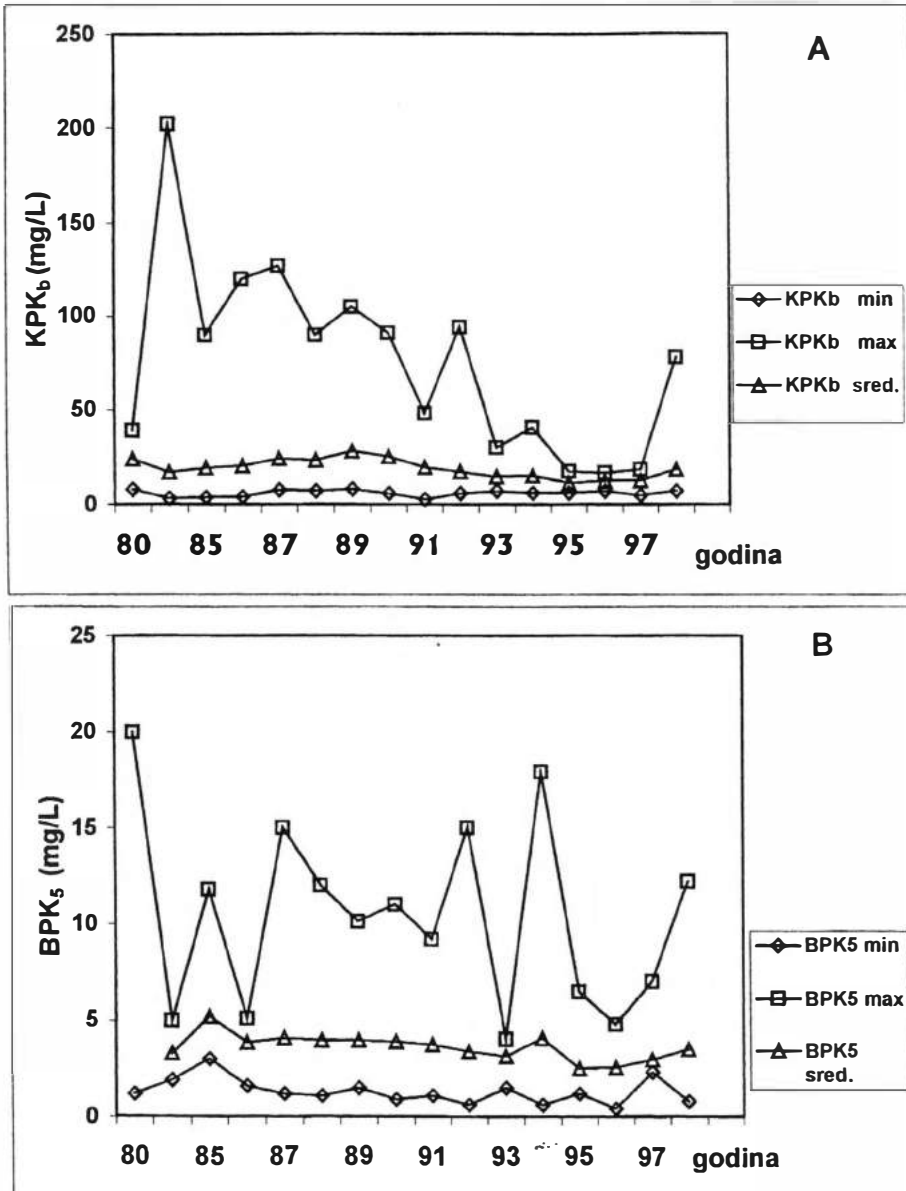 A
250
200
150
100
50
0
KPKb (mg/L)
80 85 87 89 91 93 95 97 godina
KPKb min
KPKb max
KPKb sred.
B
25
20
15
10
5
0
BPK5 (mg/L)
80 85 87 89 91 93 95 97 godina
BPK5 min
BPK5 max
BPK5
sred.